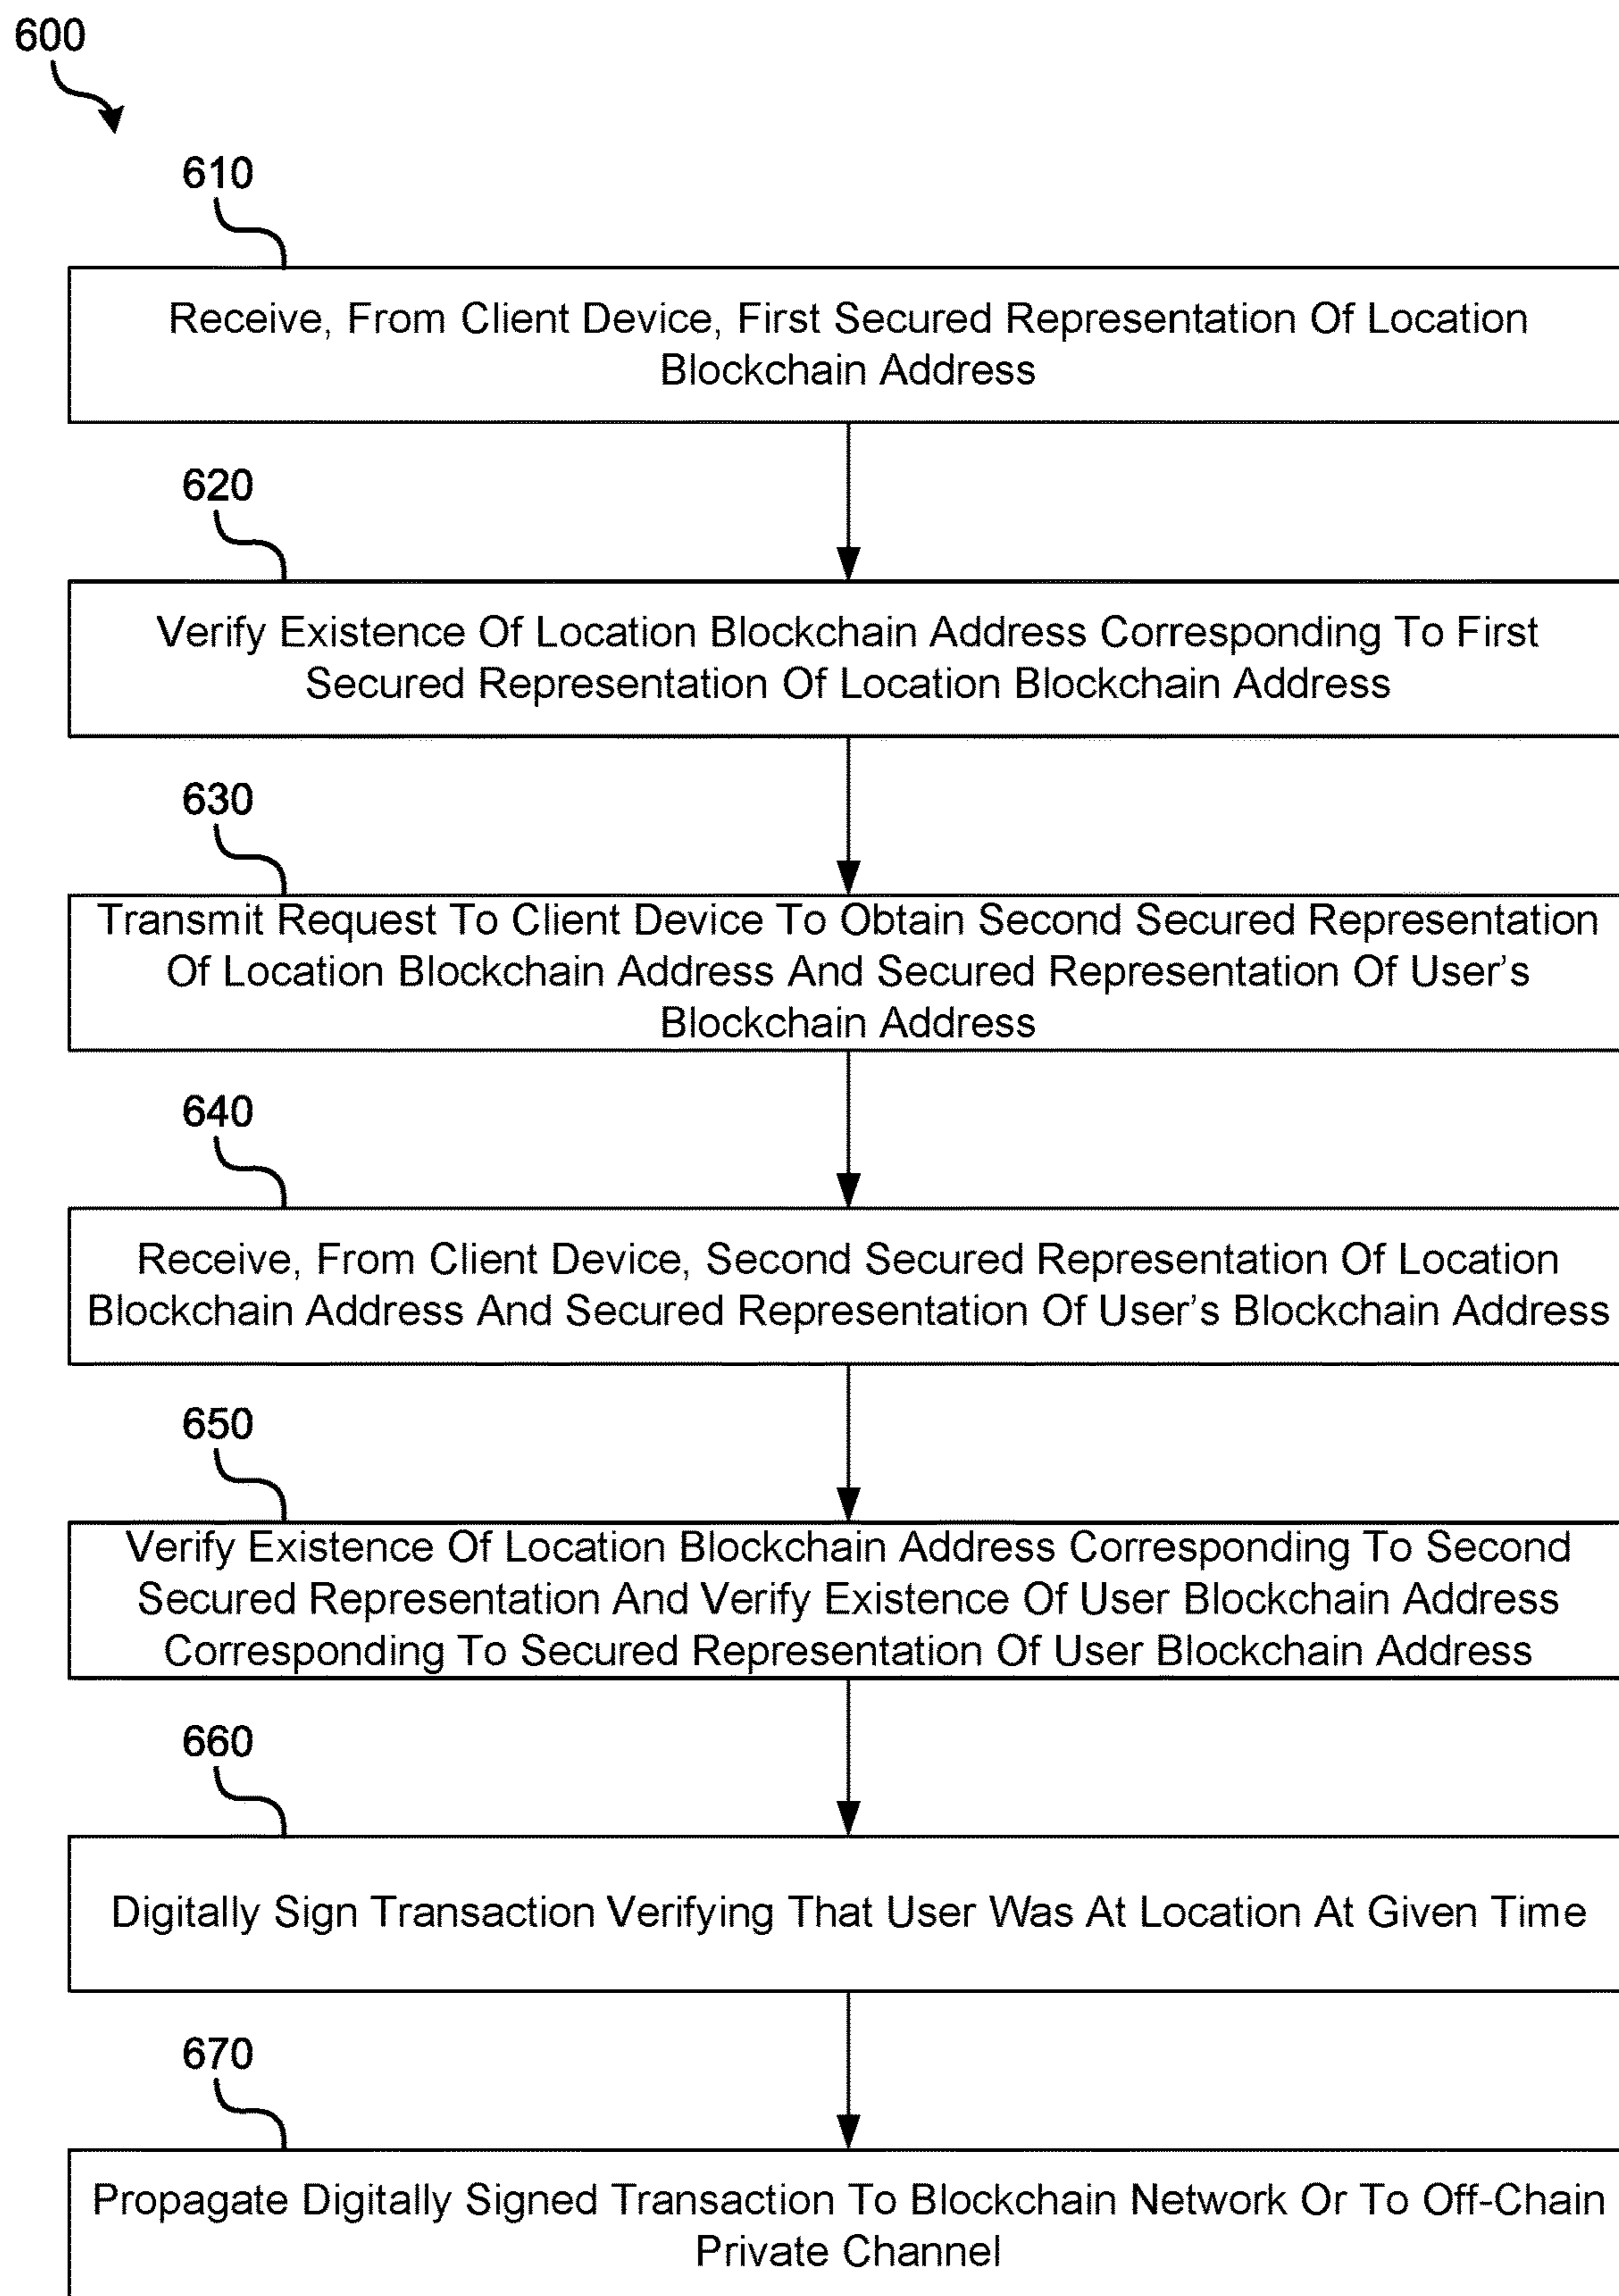 600
610
Receive, From Client Device, First Secured Representation Of Location
Blockchain Address
620
Verify Existence Of Location Blockchain Address Corresponding To First
Secured Representation Of Location Blockchain Address
630
Transmit Request To Client Device To Obtain Second Secured Representation
Of Location Blockchain Address And Secured Representation Of User's
Blockchain Address
640
Receive, From Client Device, Second Secured Representation Of Location
Blockchain Address And Secured Representation Of User's Blockchain Address
650
Verify Existence Of Location Blockchain Address Corresponding To Second
Secured Representation And Verify Existence Of User Blockchain Address
Corresponding To Secured Representation Of User Blockchain Address
660
Digitally Sign Transaction Verifying That User Was At Location At Given Time
670
Propagate Digitally Signed Transaction To Blockchain Network Or To Off-Chain
Private Channel